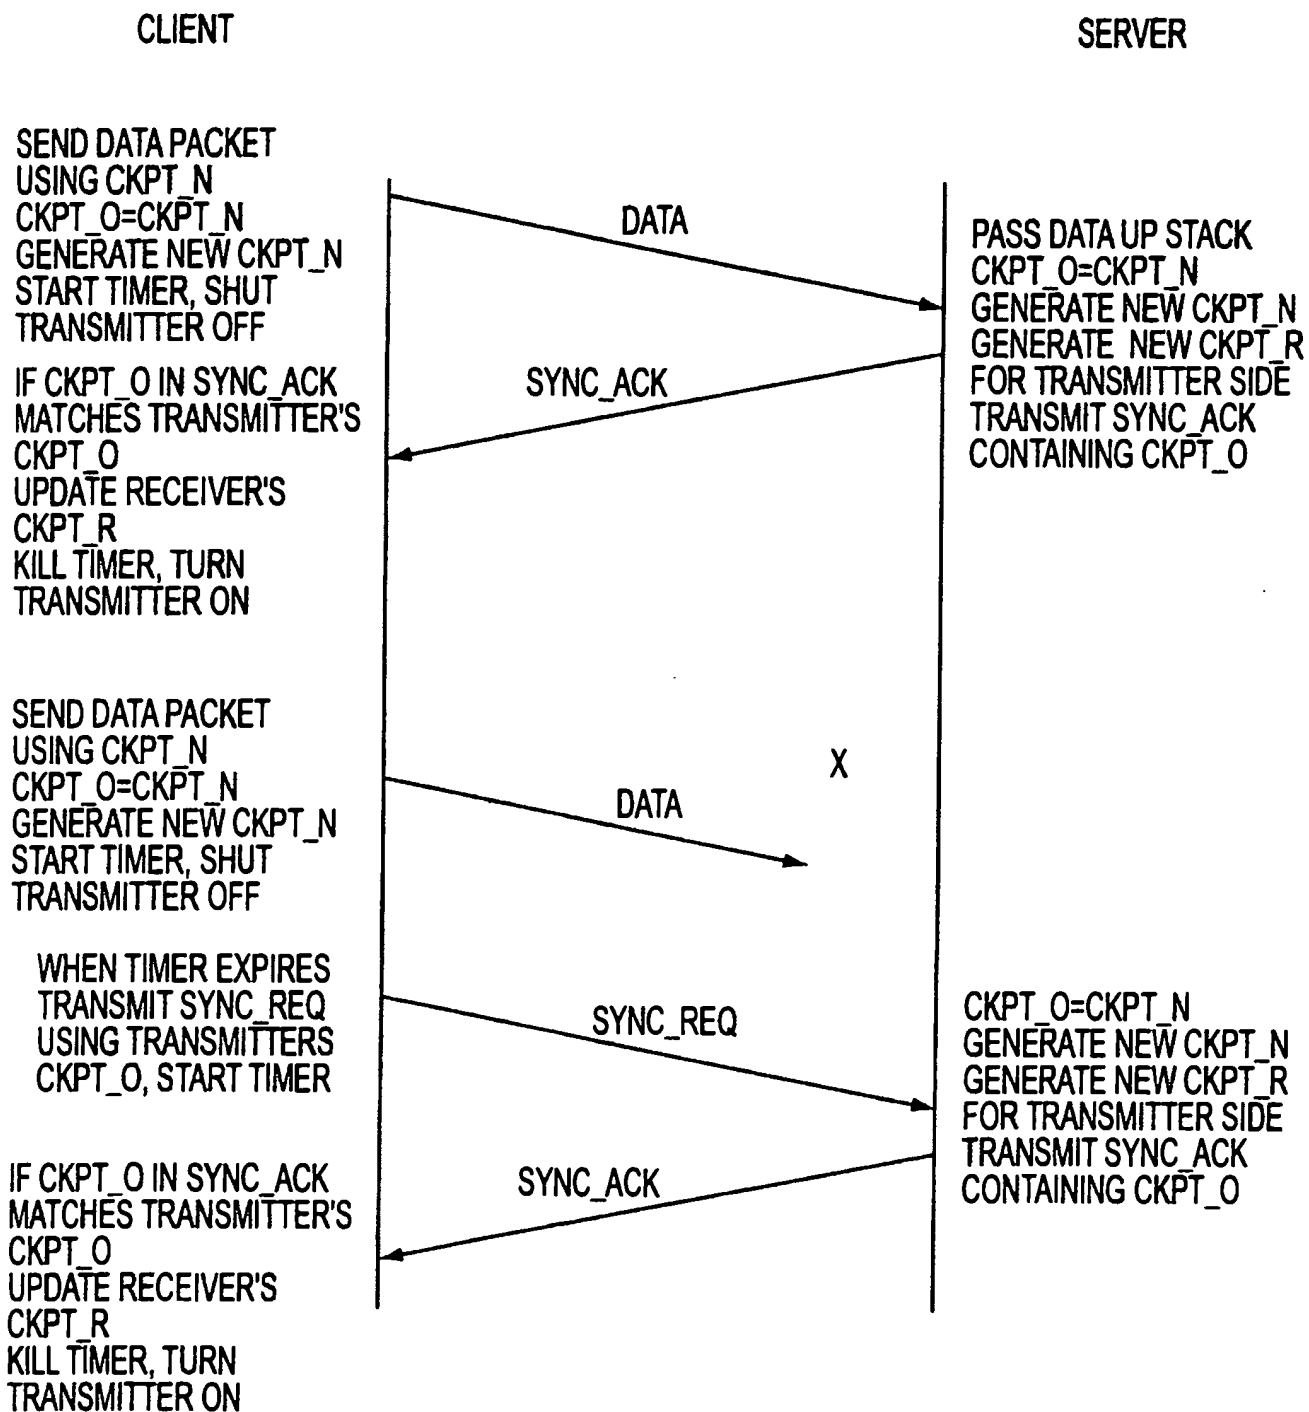 CLIENT
SERVER
SEND DATA PACKET
USING CKPT_N
CKPT_O=CKPT_N
GENERATE NEW CKPT_N
START TIMER, SHUT
TRANSMITTER OFF
DATA
PASS DATA UP STACK
CKPT_O=CKPT_N
GENERATE NEW CKPT_N
GENERATE NEW CKPT_R
FOR TRANSMITTER SIDE
TRANSMIT SYNC_ACK
CONTAINING CKPT_O
SYNC_ACK
IF CKPT_O IN SYNC_ACK
MATCHES TRANSMITTER'S
CKPT_O
UPDATE RECEIVER'S
CKPT_R
KILL TIMER, TURN
TRANSMITTER ON
SEND DATA PACKET
USING CKPT_N
CKPT_O=CKPT_N
GENERATE NEW CKPT_N
START TIMER, SHUT
TRANSMITTER OFF
DATA
X
WHEN TIMER EXPIRES
TRANSMIT SYNC_REQ
USING TRANSMITTERS
CKPT_O, START TIMER
SYNC_REQ
CKPT_O=CKPT_N
GENERATE NEW CKPT_N
GENERATE NEW CKPT_R
FOR TRANSMITTER SIDE
TRANSMIT SYNC_ACK
CONTAINING CKPT_O
SYNC_ACK
IF CKPT_O IN SYNC_ACK
MATCHES TRANSMITTER'S
CKPT_O
UPDATE RECEIVER'S
CKPT_R
KILL TIMER, TURN
TRANSMITTER ON